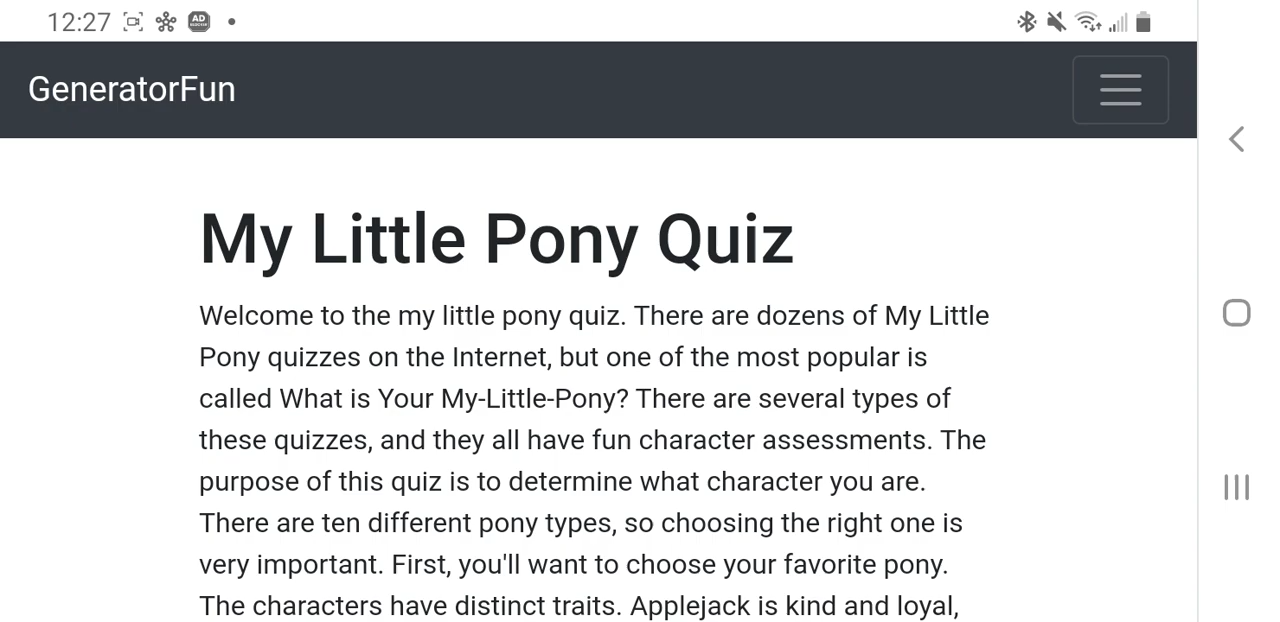 12:27
AD
GeneratorFun
My Little Pony Quiz
Welcome to the my little pony quiz. There are dozens of My Little
Pony quizzes on the Internet, but one of the most popular is
called What is Your My-Little-Pony? There are several types of
these quizzes, and they all have fun character assessments. The
purpose of this quiz is to determine what character you are.
There are ten different pony types, so choosing the right one is
very important. First, you'll want to choose your favorite pony.
The characters have distinct traits. Applejack is kind and loyal,